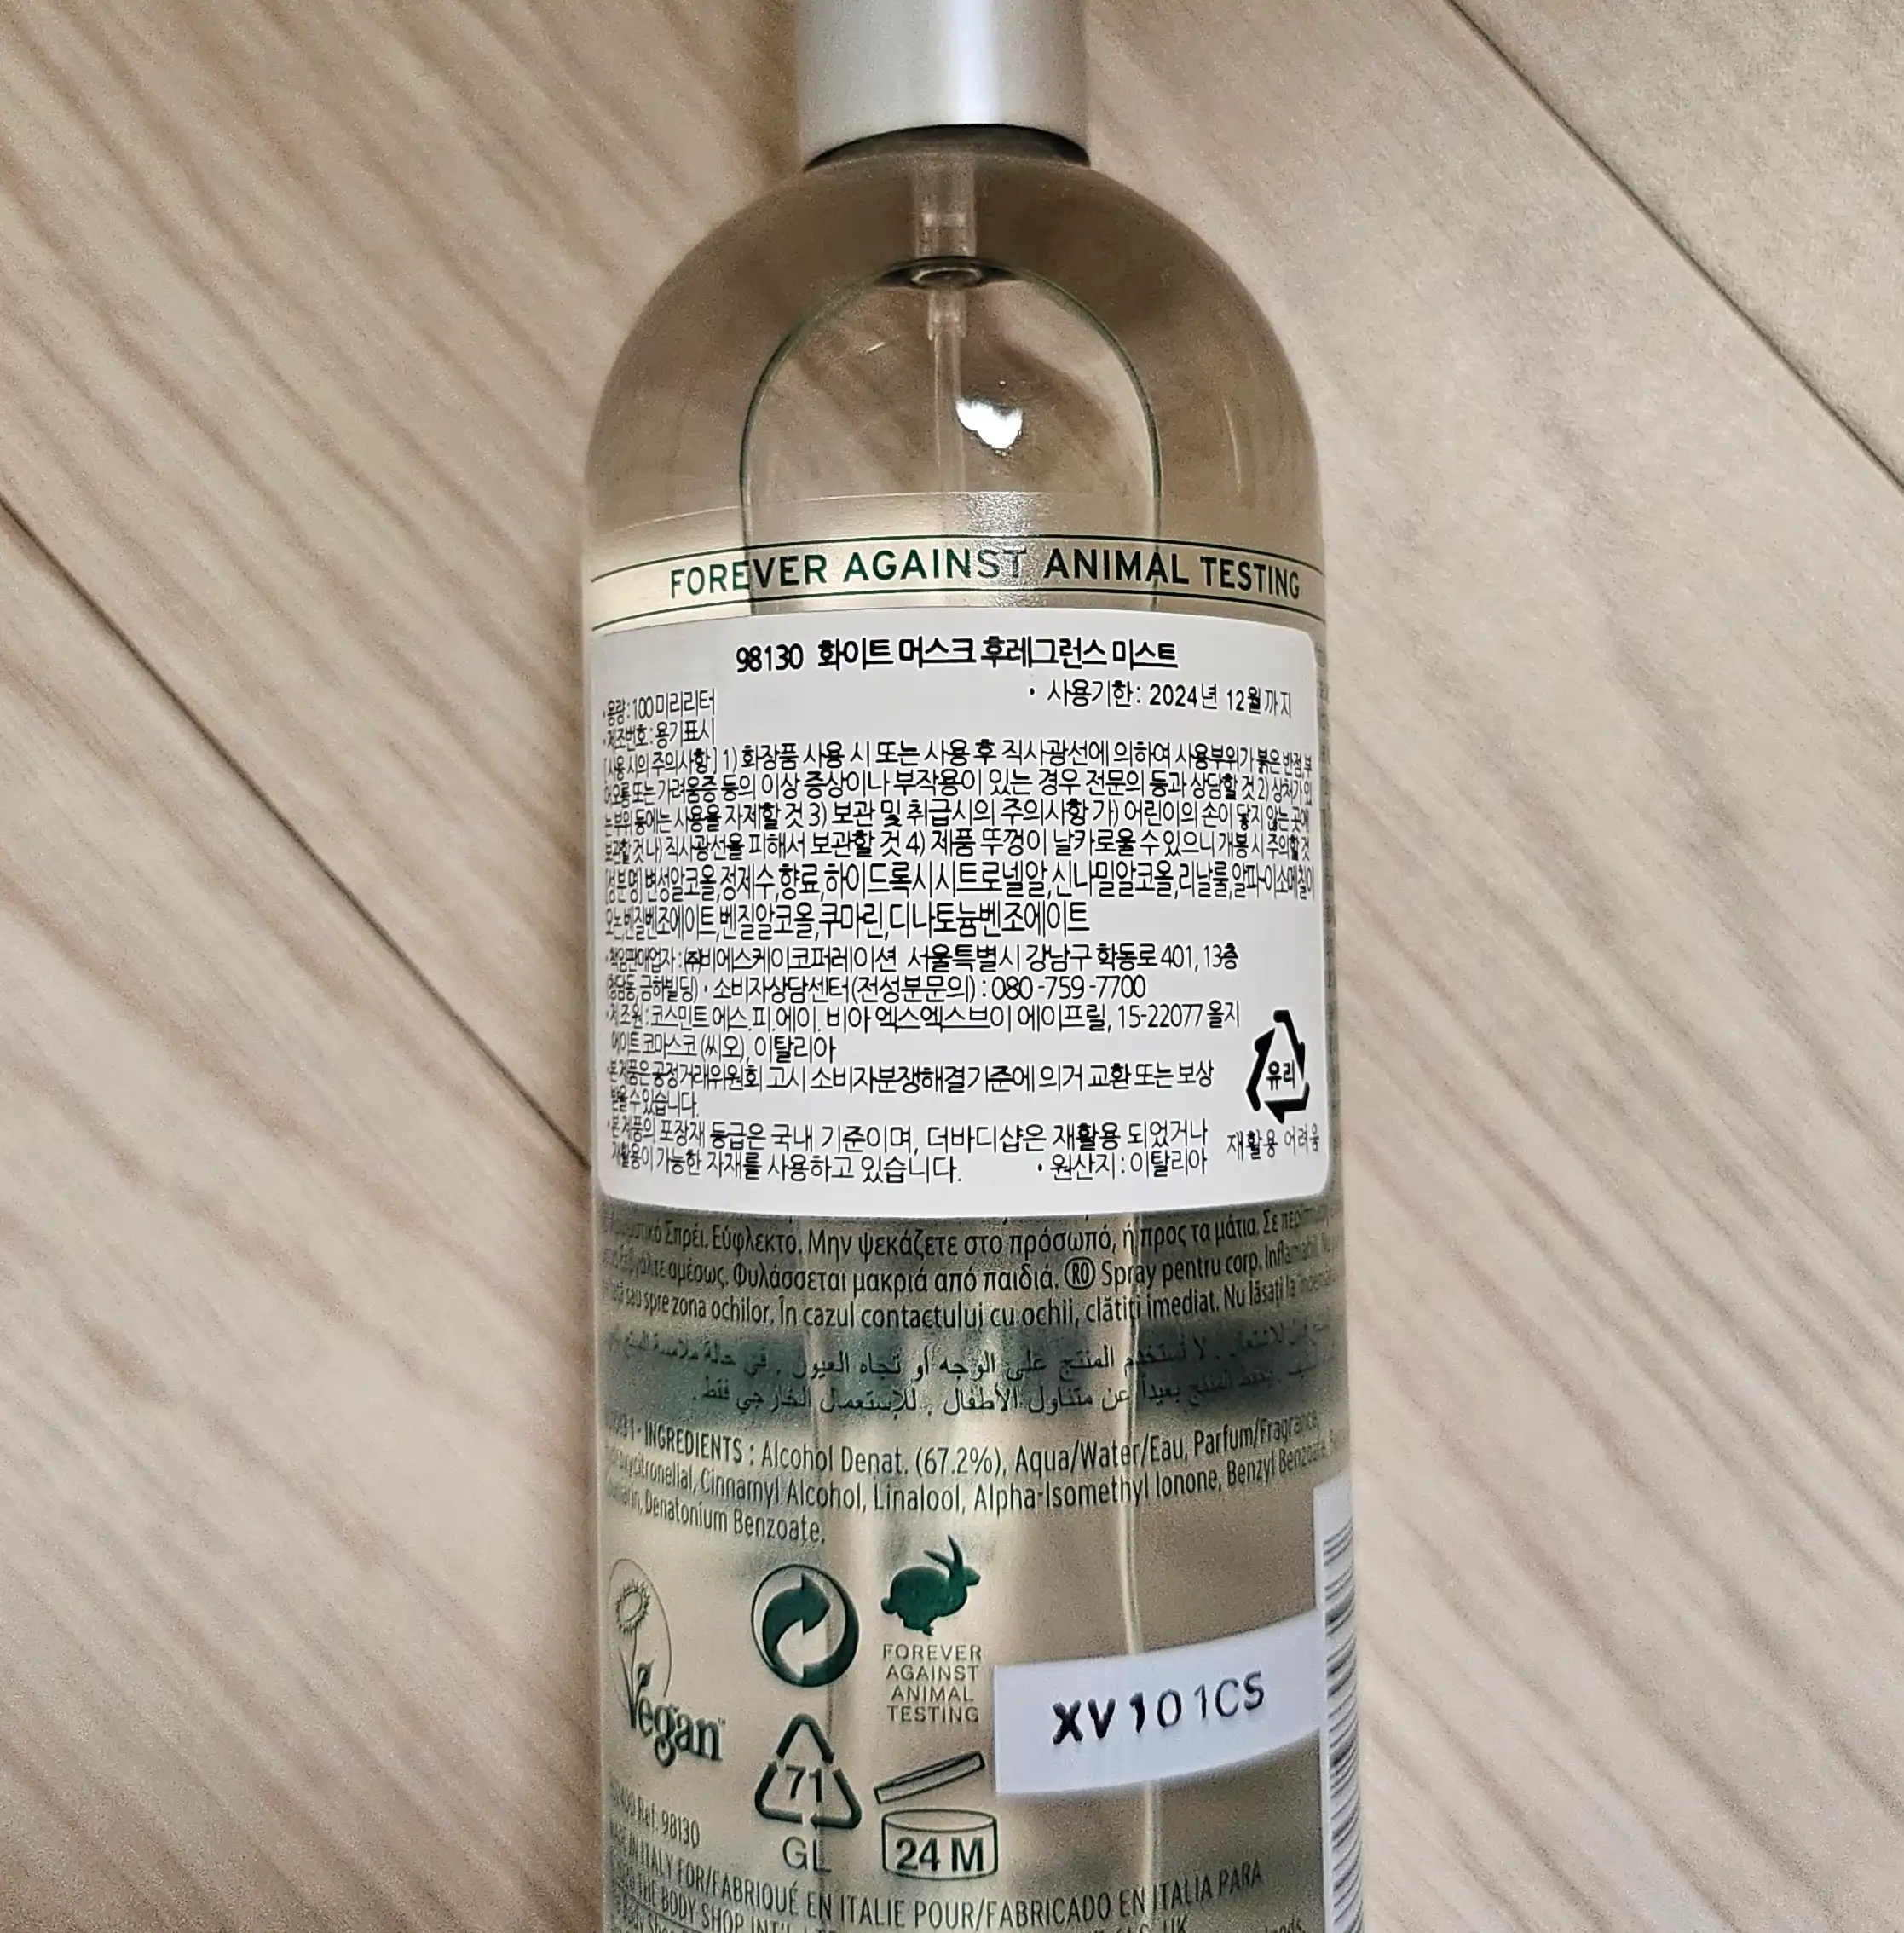 FOREVER AGAINST ANIMAL TESTING
98130 화이트 머스크 후레그런스 미스트
· 용량 : 100 미리리터
· 사용기한 : 2024년 12월 까지
· 제조번호 : 용기표시
[사용 시의 주의사항] 1) 화장품 사용 시 또는 사용 후 직사광선에 의하여 사용부위가 붉은 반점, 부
어오름 또는 가려움증 등의 이상 증상이나 부작용이 있는 경우 전문의 등과 상담할 것 2) 상처가 있
는 부위 등에는 사용을 자제할 것 3) 보관 및 취급시의 주의사항 가) 어린이의 손이 닿지 않는 곳에
보관할 것 나) 직사광선을 피해서 보관할 것 4) 제품 뚜껑이 날카로울 수 있으니 개봉 시 주의할 것
[성분명] 변성알코올,정제수,향료,하이드록시시트로넬알,신나밀알코올,리날룰,알파-이소메칠이
오논,벤질벤조에이트,벤질알코올,쿠마린,디나토늄벤조에이트
· 책임판매업자 : (주)비에스케이코퍼레이션 서울특별시 강남구 학동로 401, 13층
(청담동, 금하빌딩) · 소비자상담센터(전성분문의) : 080-759-7700
· 제조원 : 코스민트 에스.피.에이. 비아 엑스엑스브이 에이프릴, 15-22077 올지
에이트 코마스코 (씨오), 이탈리아
· 본 제품은 공정거래위원회 고시 소비자분쟁해결기준에 의거 교환 또는 보상
받을 수 있습니다.
· 본 제품의 포장재 등급은 국내 기준이며, 더바디샵은 재활용 되었거나
재활용이 가능한 자재를 사용하고 있습니다.
· 원산지 : 이탈리아
유리
재활용 어려움
Σπρέι. Εύφλεκτο. Μην ψεκάζετε στο πρόσωπό, ή προς τα μάτια. Σε
αμέσως. Φυλάσσεται μακριά από παιδιά. RO Spray pentru corp. Inflamabil.
sau spre zona ochilor. În cazul contactului cu ochii, clătiți imediat. Nu lăsați la
لا تستخدم المنتج على الوجه أو تجاه العيون . في حالة ملامسة
يحفظ المنتج بعيداً عن متناول الأطفال . للإستعمال الخارجي فقط .
INGREDIENTS : Alcohol Denat. (67.2%), Aqua/Water/Eau, Parfum/Fragrance,
Cinnamyl Alcohol, Linalool, Alpha-Isomethyl Ionone, Benzyl Benzoate,
Denatonium Benzoate.
Vegan™
FOREVER
AGAINST
ANIMAL
TESTING
XV101CS
71
GL
24 M
Ref: 98130
IN ITALY FOR/FABRIQUÉ EN ITALIE POUR/FABRICADO EN ITALIA PARA
THE BODY SHOP INT'L
UK